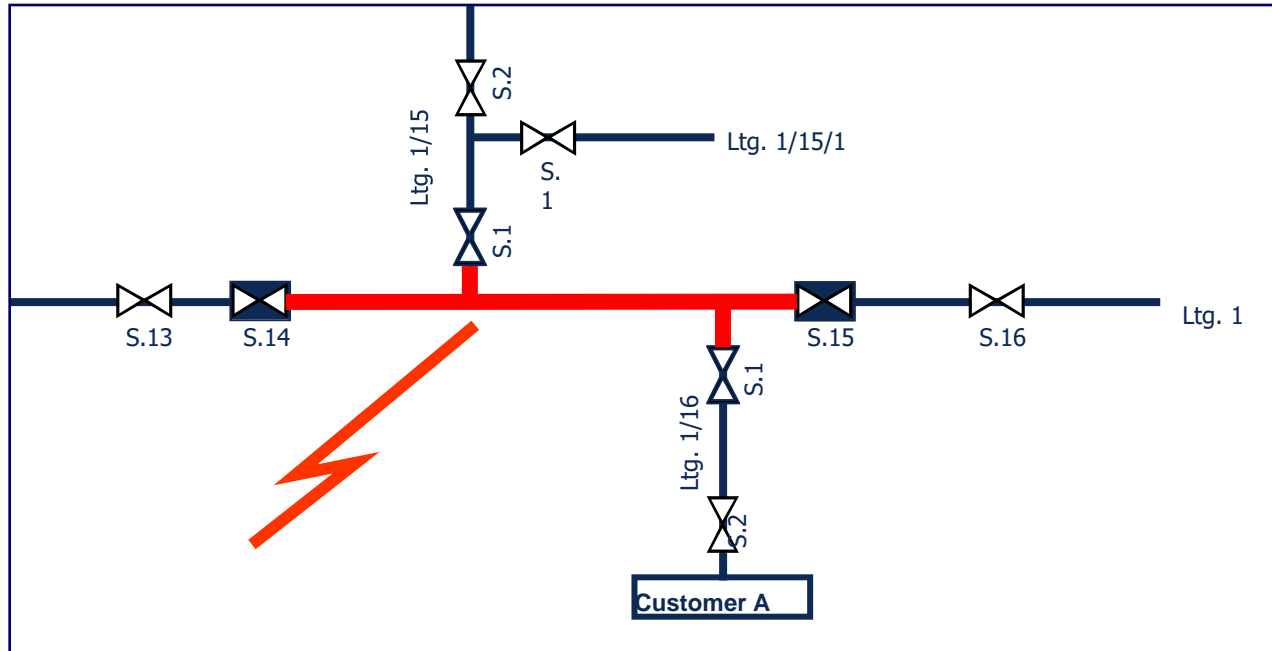 S.2
Ltg. 1/15
Ltg. 1/15/1
S.
1
S.1
S.13
S.14
S.15
S.16
Ltg. 1
S.1
Ltg. 1/16
S.2
Customer A